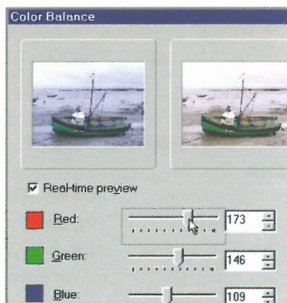 Color Balance
Real-time preview
Red: 173
Green: 146
Blue: 109